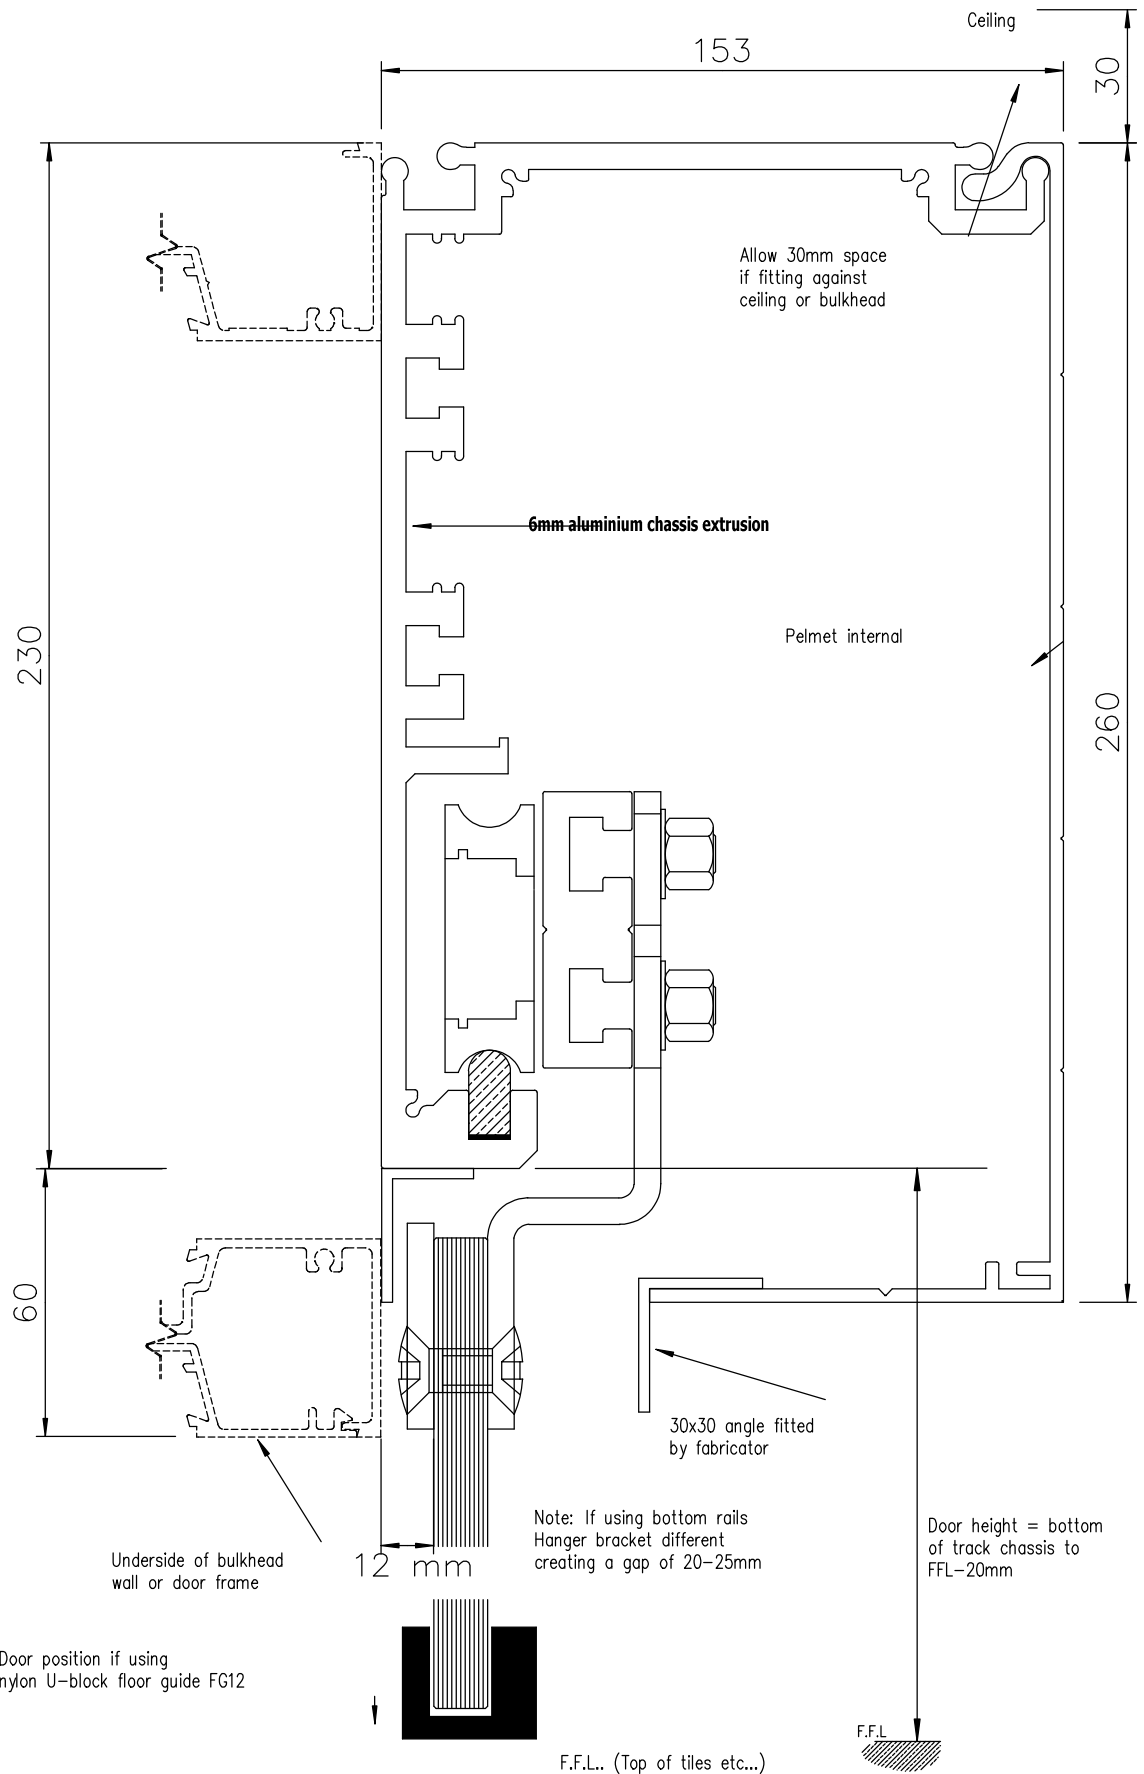 Ceiling
153
30
Allow 30mm space
if fitting against
ceiling or bulkhead
6mm aluminium chassis extrusion
Pelmet internal
230
260
60
30x30 angle fitted
by fabricator
Note: If using bottom rails
Hanger bracket different
creating a gap of 20-25mm
Door height = bottom
of track chassis to
FFL-20mm
Underside of bulkhead
wall or door frame
12 mm
Door position if using
nylon U-block floor guide FG12
F.F.L
F.F.L.. (Top of tiles etc...)